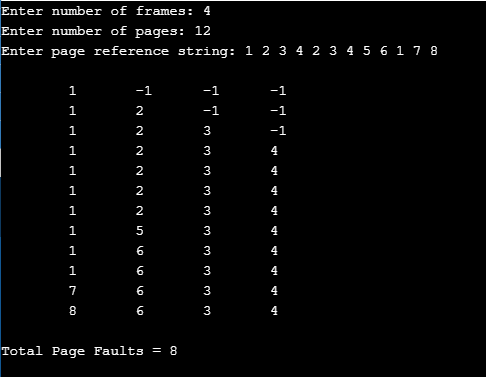 Enter number of frames: 4
Enter number of pages: 12
Enter page reference string: 1 2 3 4 2 3 4 5 6 1 7 8
1 -1 -1 -1
1 2 -1 -1
1 2 3 -1
1 2 3 4
1 2 3 4
1 2 3 4
1 2 3 4
1 5 3 4
1 6 3 4
1 6 3 4
7 6 3 4
8 6 3 4
Total Page Faults = 8